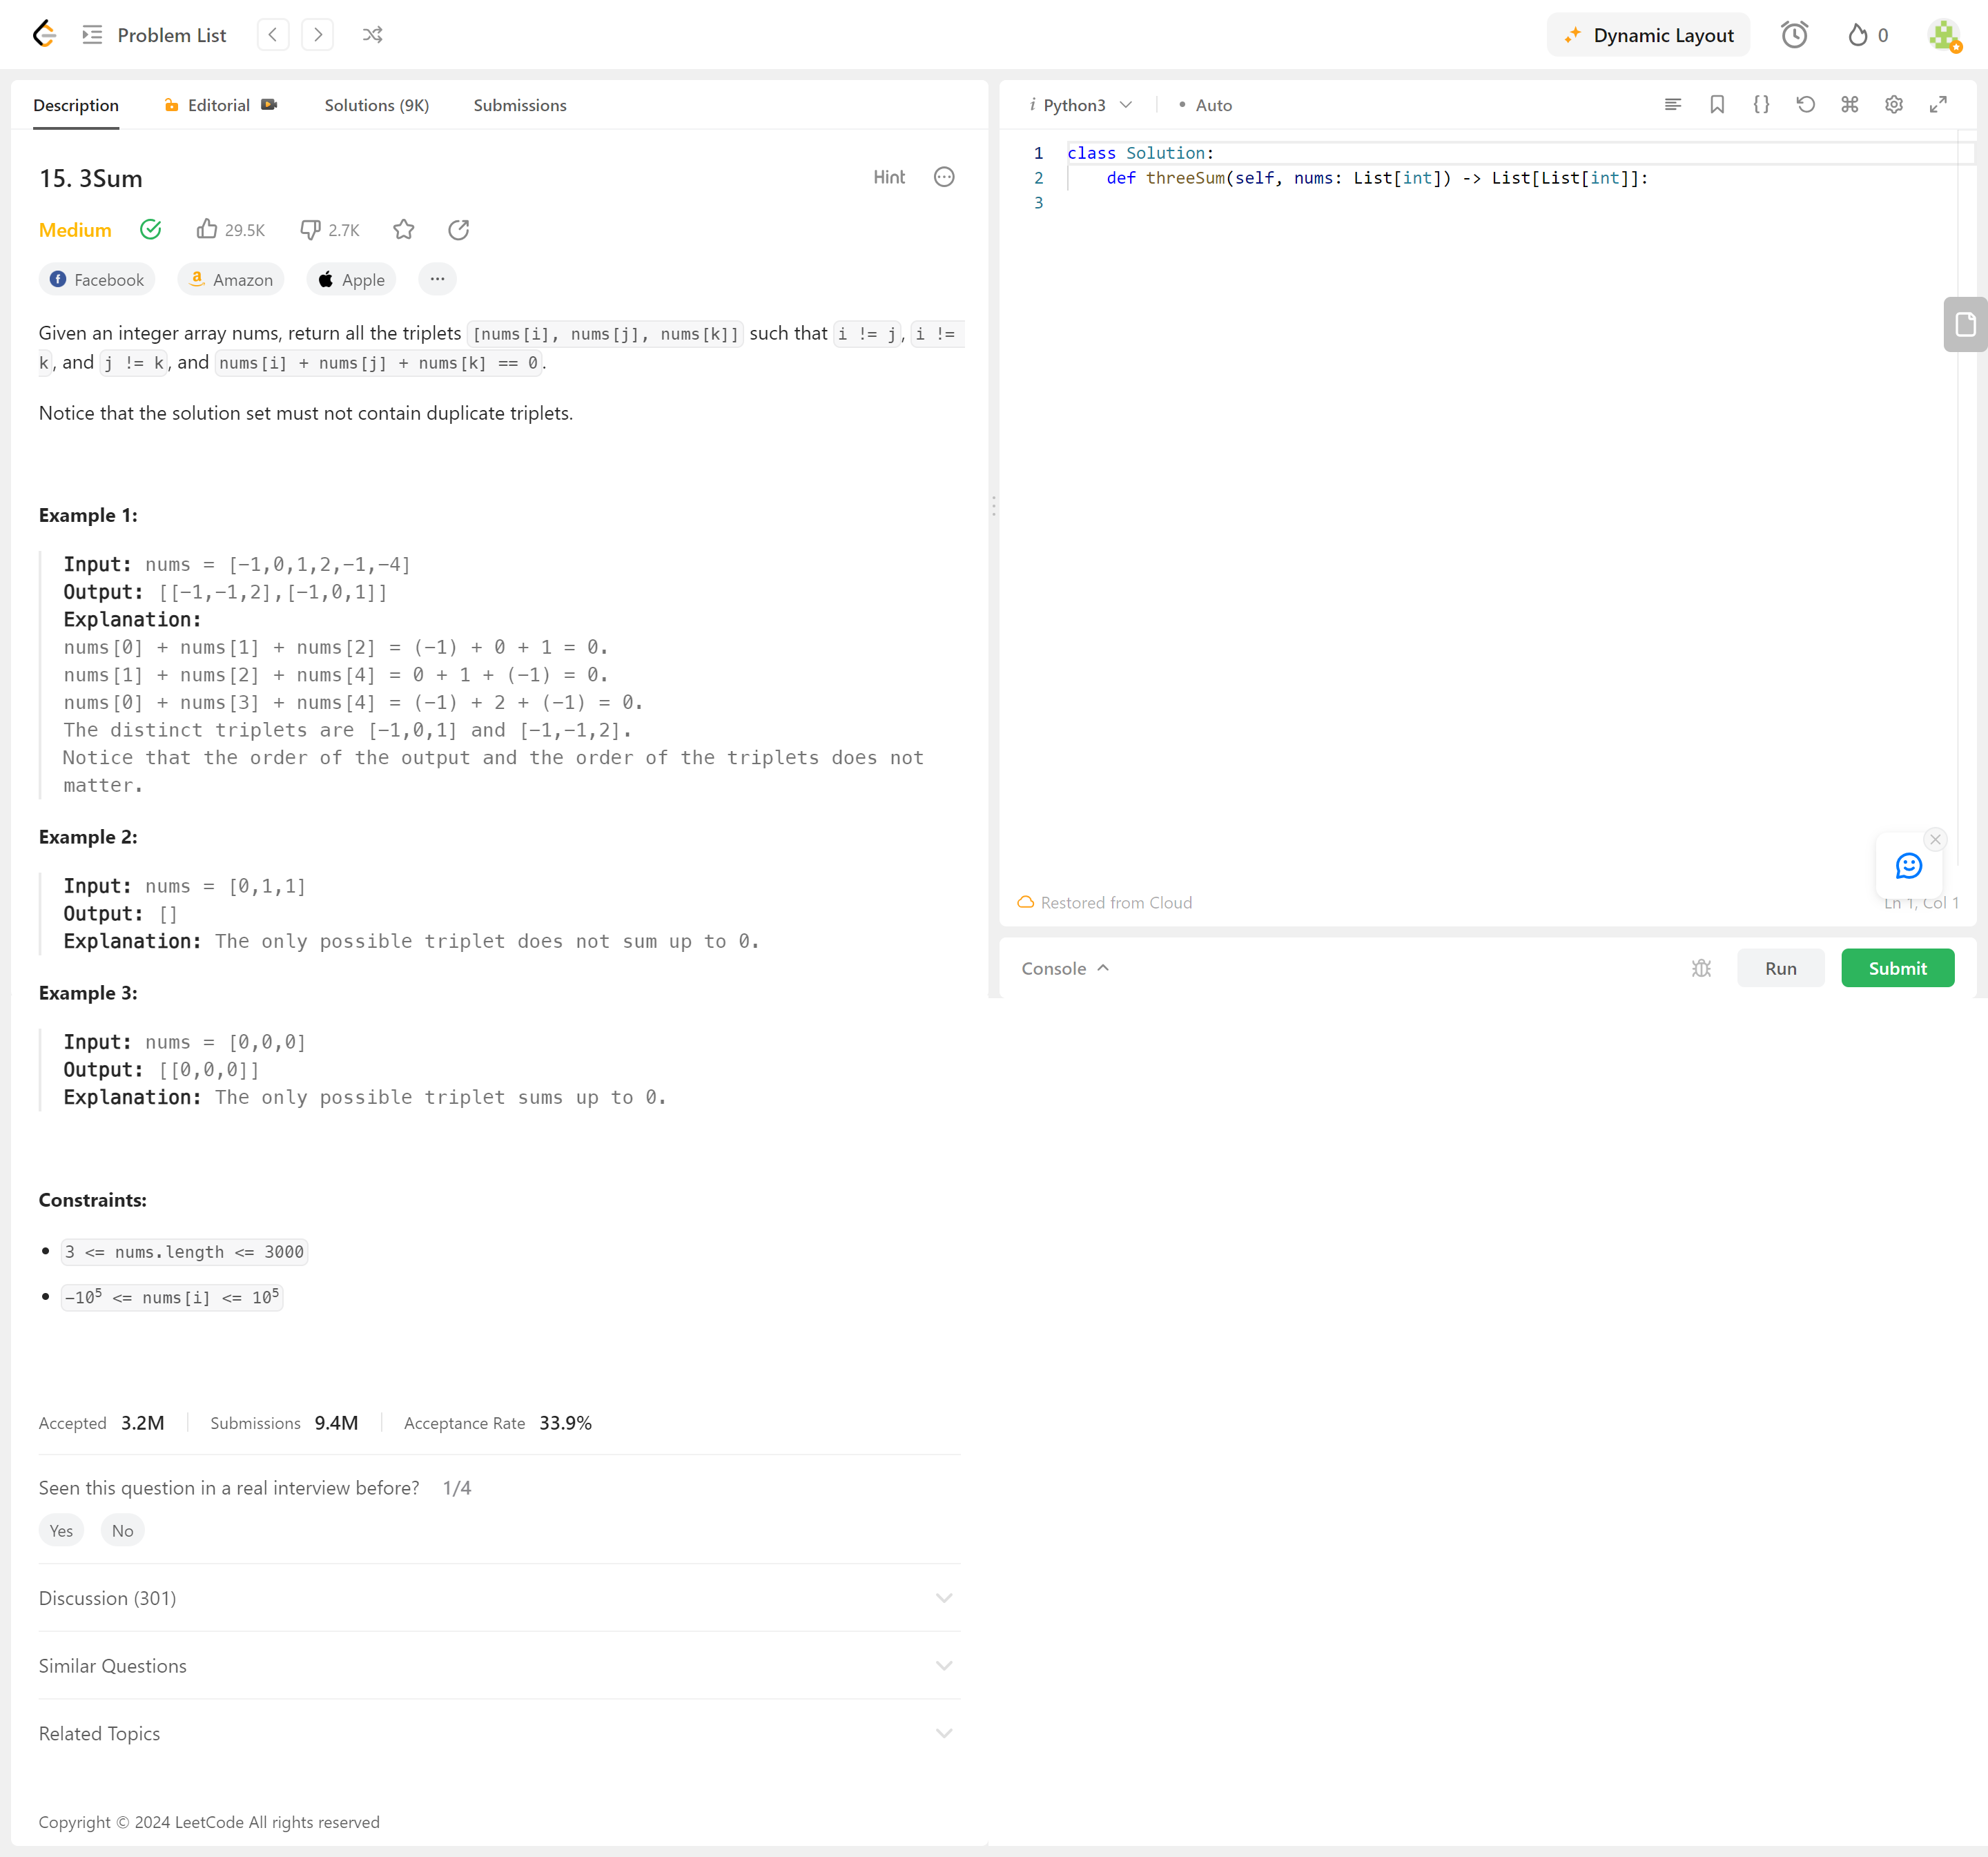 Problem List
Dynamic Layout
0
Description
Editorial
Solutions (9K)
Submissions
15. 3Sum
Hint
Medium
29.5K
2.7K
Facebook
Amazon
Apple
Given an integer array nums, return all the triplets [nums[i], nums[j], nums[k]] such that i != j, i !=
k, and j != k, and nums[i] + nums[j] + nums[k] == 0.
Notice that the solution set must not contain duplicate triplets.
Example 1:
Input: nums = [-1,0,1,2,-1,-4]
Output: [[-1,-1,2],[-1,0,1]]
Explanation:
nums[0] + nums[1] + nums[2] = (-1) + 0 + 1 = 0.
nums[1] + nums[2] + nums[4] = 0 + 1 + (-1) = 0.
nums[0] + nums[3] + nums[4] = (-1) + 2 + (-1) = 0.
The distinct triplets are [-1,0,1] and [-1,-1,2].
Notice that the order of the output and the order of the triplets does not
matter.
Example 2:
Input: nums = [0,1,1]
Output: []
Explanation: The only possible triplet does not sum up to 0.
Example 3:
Input: nums = [0,0,0]
Output: [[0,0,0]]
Explanation: The only possible triplet sums up to 0.
Constraints:
• 3 <= nums.length <= 3000
• -10⁵ <= nums[i] <= 10⁵
Accepted 3.2M
Submissions 9.4M
Acceptance Rate 33.9%
Seen this question in a real interview before? 1/4
Yes
No
Discussion (301)
Similar Questions
Related Topics
Copyright © 2024 LeetCode All rights reserved
i Python3
• Auto
1 class Solution:
2 def threeSum(self, nums: List[int]) -> List[List[int]]:
3
Restored from Cloud
Ln 1, Col 1
Console
Run
Submit